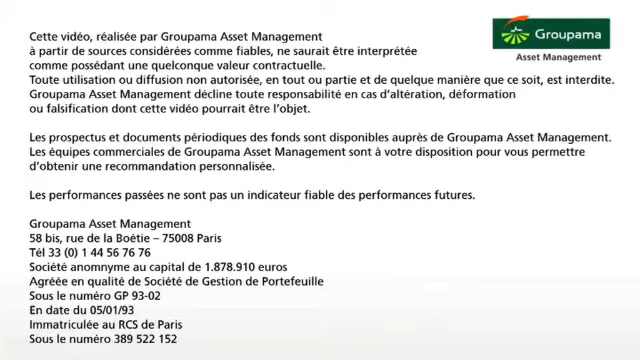 Cette vidéo, réalisée par Groupama Asset Management
à partir de sources considérées comme fiables, ne saurait être interprétée
comme possédant une quelconque valeur contractuelle.
Toute utilisation ou diffusion non autorisée, en tout ou partie et de quelque manière que ce soit, est interdite.
Groupama Asset Management décline toute responsabilité en cas d'altération, déformation
ou falsification dont cette vidéo pourrait être l'objet.
Groupama
Asset Management
Les prospectus et documents périodiques des fonds sont disponibles auprès de Groupama Asset Management.
Les équipes commerciales de Groupama Asset Management sont à votre disposition pour vous permettre
d'obtenir une recommandation personnalisée.
Les performances passées ne sont pas un indicateur fiable des performances futures.
Groupama Asset Management
58 bis, rue de la Boétie – 75008 Paris
Tél 33 (0) 1 44 56 76 76
Société anomnyme au capital de 1.878.910 euros
Agréée en qualité de Société de Gestion de Portefeuille
Sous le numéro GP 93-02
En date du 05/01/93
Immatriculée au RCS de Paris
Sous le numéro 389 522 152